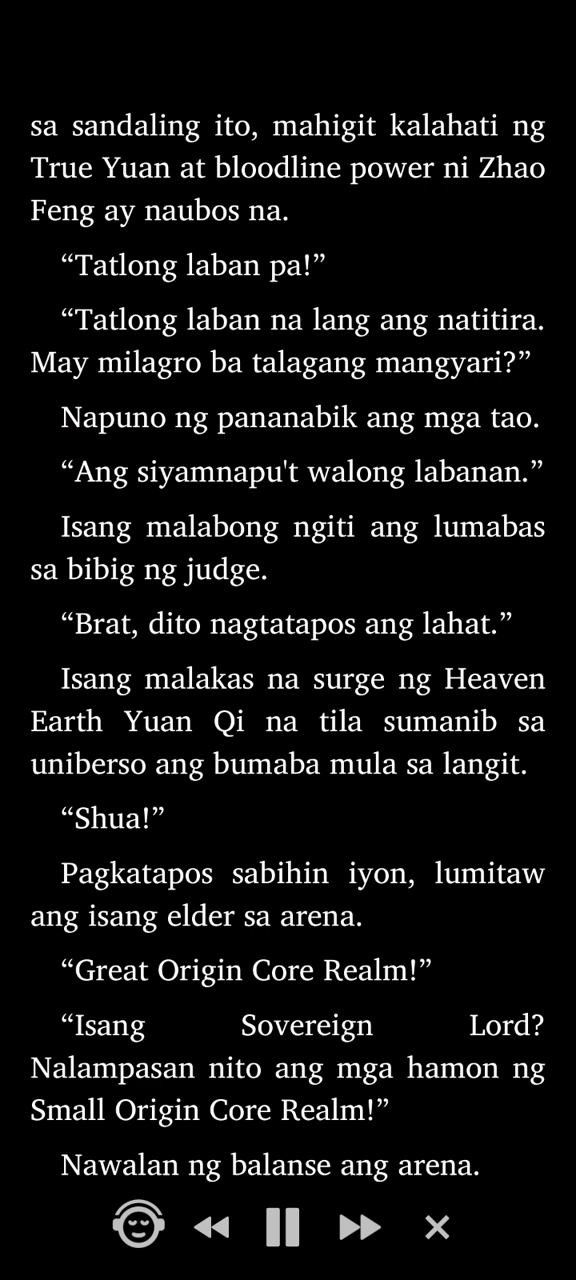 sa sandaling ito, mahigit kalahati ng
True Yuan at bloodline power ni Zhao
Feng ay naubos na.
“Tatlong laban pa!”
“Tatlong laban na lang ang natitira.
May milagro ba talagang mangyari?”
Napuno ng pananabik ang mga tao.
“Ang siyamnapu't walong labanan.”
Isang malabong ngiti ang lumabas
sa bibig ng judge.
“Brat, dito nagtatapos ang lahat.”
Isang malakas na surge ng Heaven
Earth Yuan Qi na tila sumanib sa
uniberso ang bumaba mula sa langit.
“Shua!”
Pagkatapos sabihin iyon, lumitaw
ang isang elder sa arena.
“Great Origin Core Realm!”
“Isang Sovereign Lord?
Nalampasan nito ang mga hamon ng
Small Origin Core Realm!”
Nawalan ng balanse ang arena.